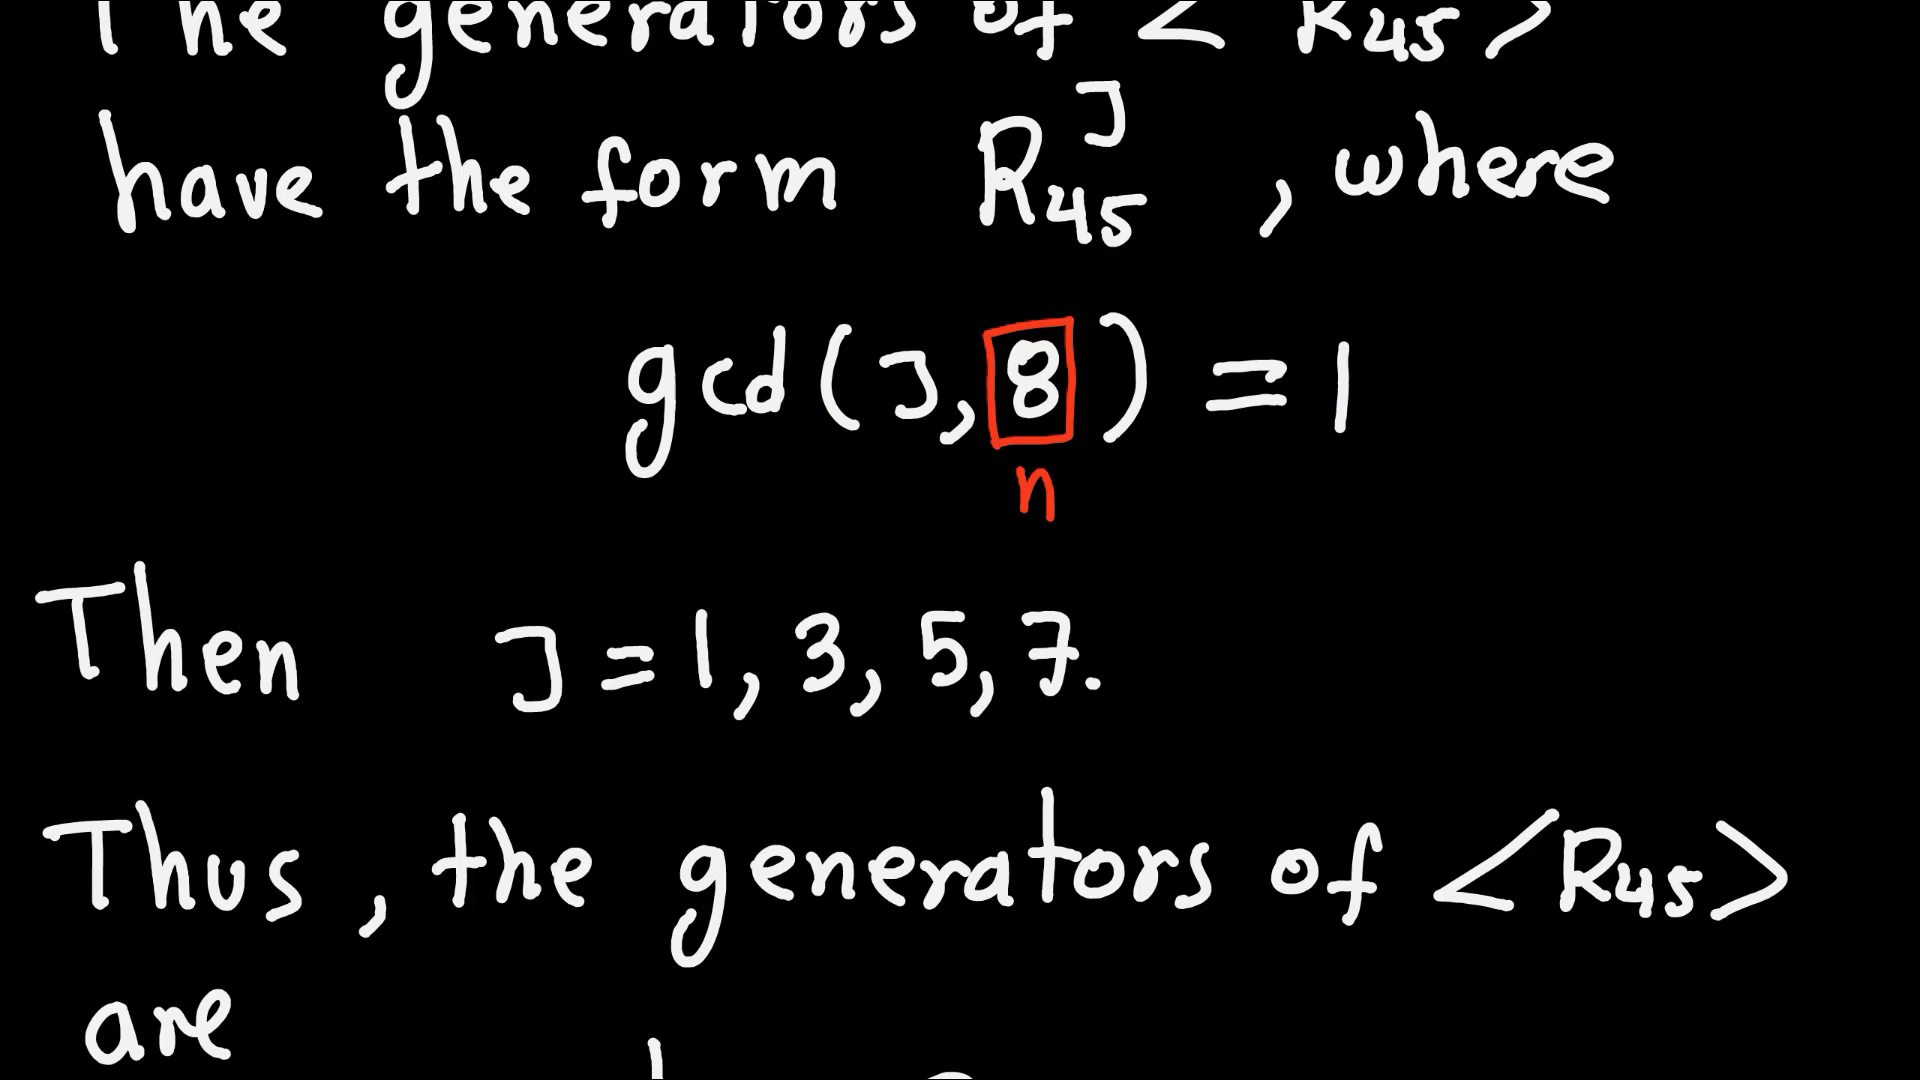 The generators of < R45 >
have the form R45^J , where
gcd(J, 8) = 1
n
Then J = 1, 3, 5, 7.
Thus, the generators of <R45>
are